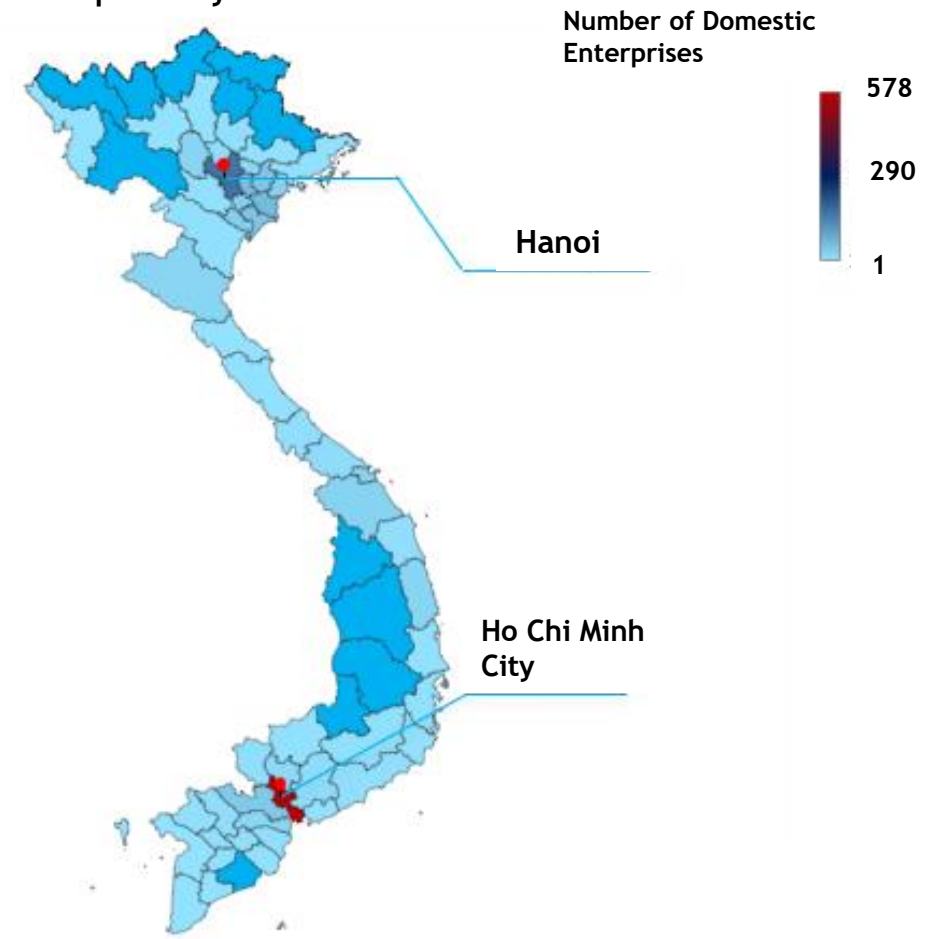 Number of Domestic
Enterprises
578
290
1
Hanoi
Ho Chi Minh
City